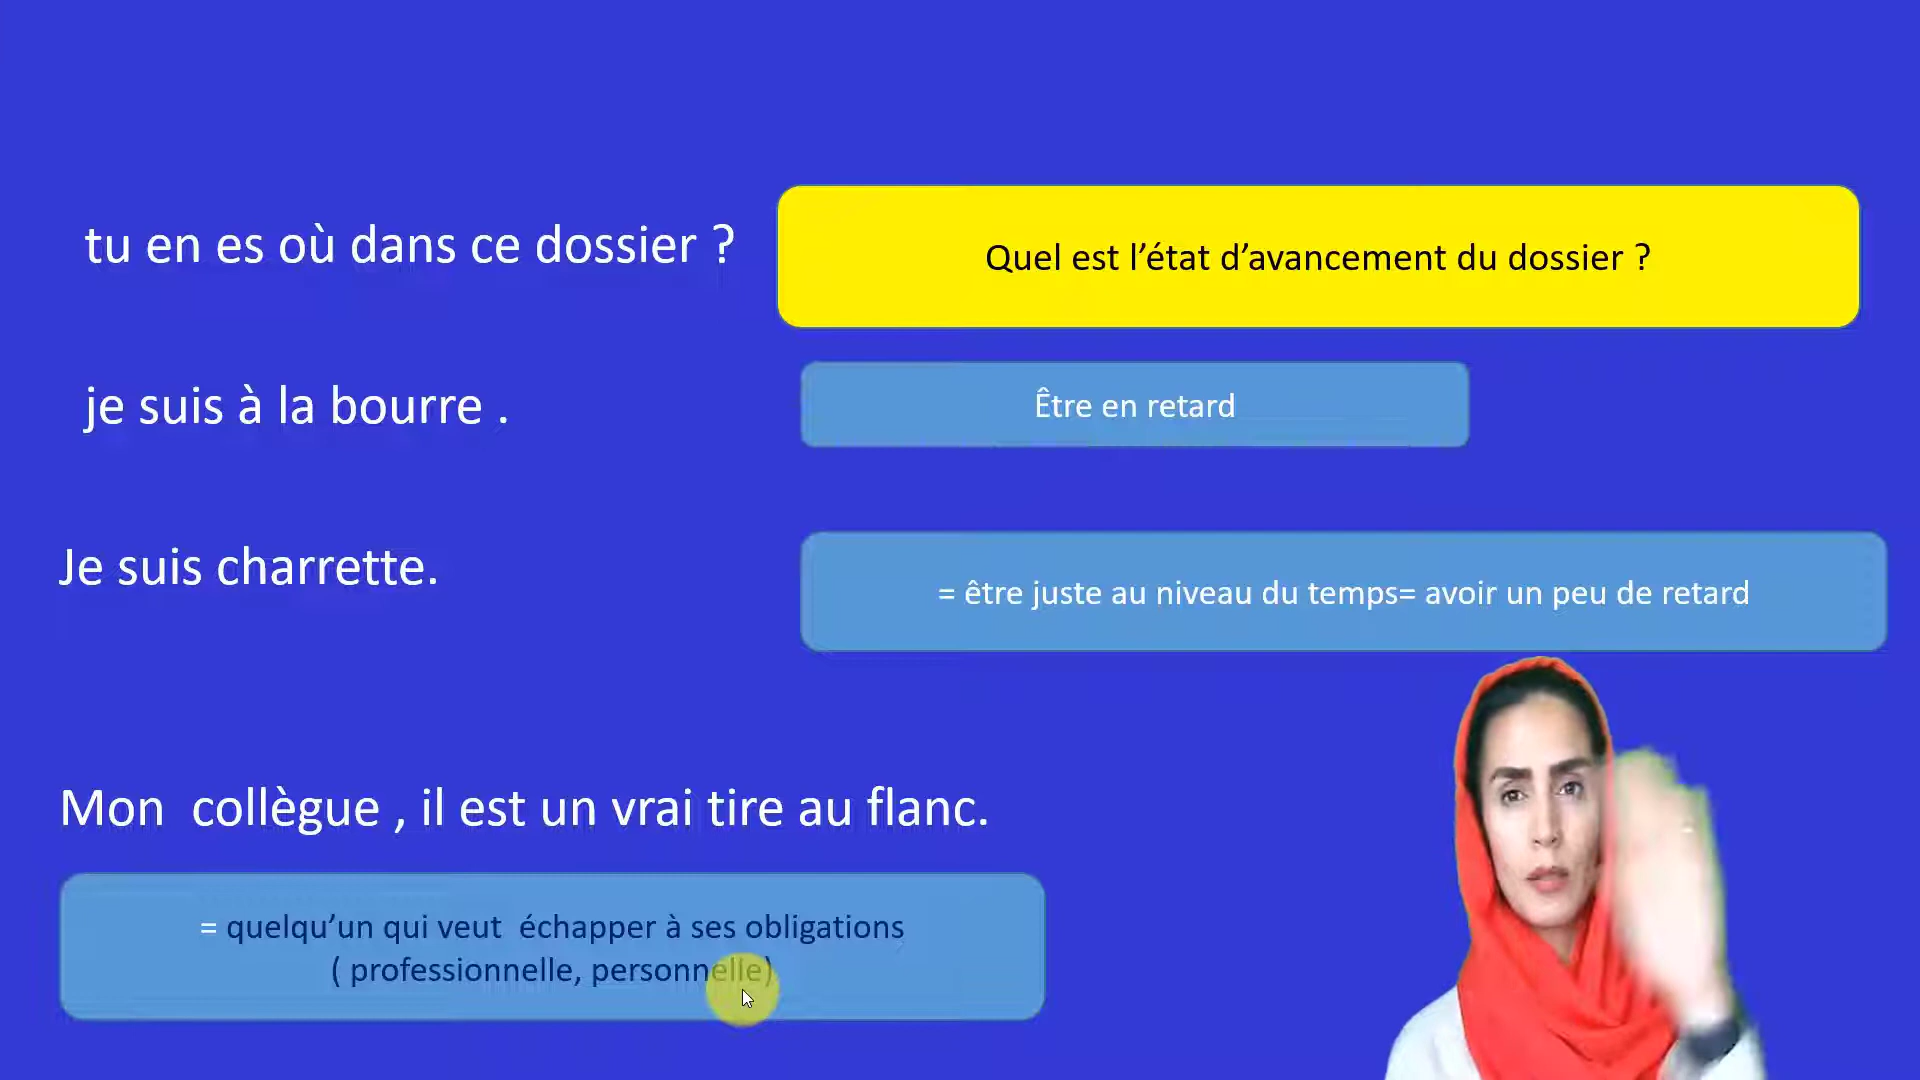 tu en es où dans ce dossier ?
Quel est l’état d’avancement du dossier ?
je suis à la bourre .
Être en retard
Je suis charrette.
= être juste au niveau du temps= avoir un peu de retard
Mon collègue , il est un vrai tire au flanc.
= quelqu’un qui veut échapper à ses obligations
( professionnelle, personnelle)